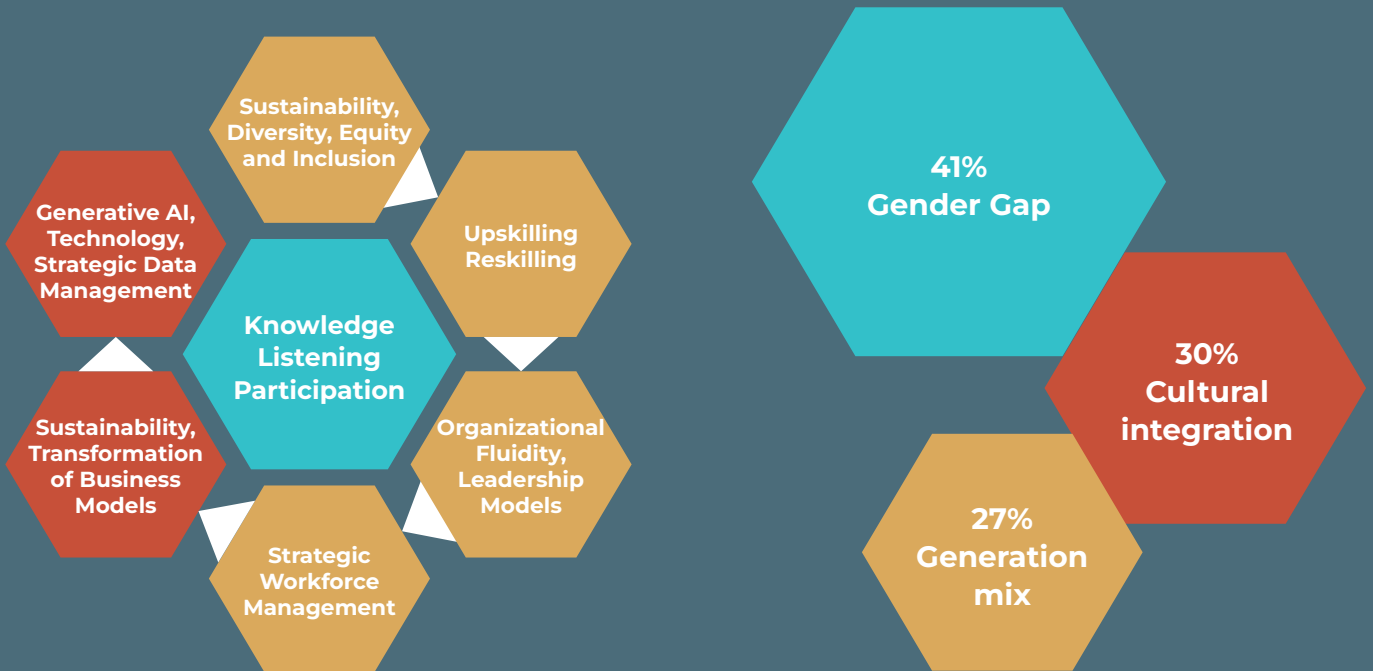 Sustainability,
Diversity, Equity
and Inclusion
Upskilling
Reskilling
Organizational
Fluidity,
Leadership
Models
Strategic
Workforce
Management
Sustainability,
Transformation
of Business
Models
Generative AI,
Technology,
Strategic Data
Management
Knowledge
Listening
Participation
41%
Gender Gap
30%
Cultural
integration
27%
Generation
mix